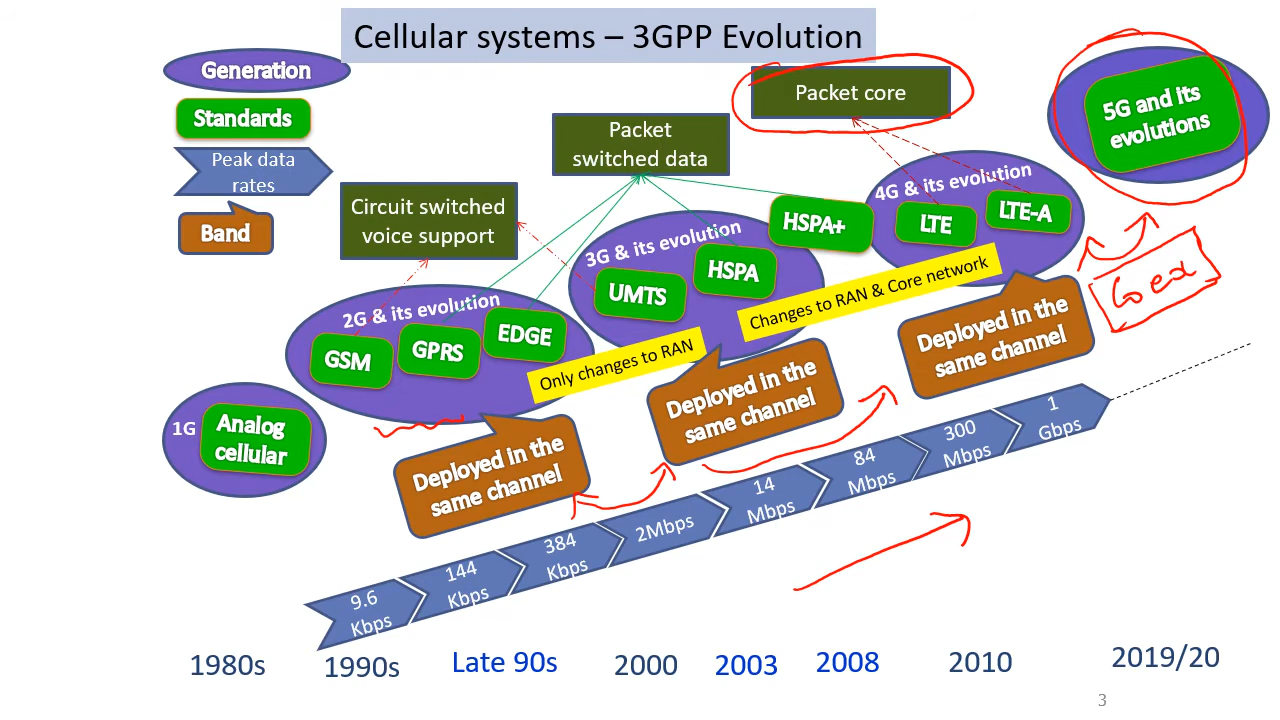 Cellular systems – 3GPP Evolution
Generation
Standards
Peak data
rates
Band
Circuit switched
voice support
Packet
switched data
Packet core
5G and its
evolutions
1G
Analog
cellular
2G & its evolution
GSM
GPRS
EDGE
3G & its evolution
UMTS
HSPA
HSPA+
4G & its evolution
LTE
LTE-A
Only changes to RAN
Changes to RAN & Core network
Deployed in the
same channel
Deployed in the
same channel
Deployed in the
same channel
9.6
Kbps
144
Kbps
384
Kbps
2Mbps
14
Mbps
84
Mbps
300
Mbps
1
Gbps
1980s
1990s
Late 90s
2000
2003
2008
2010
2019/20
3